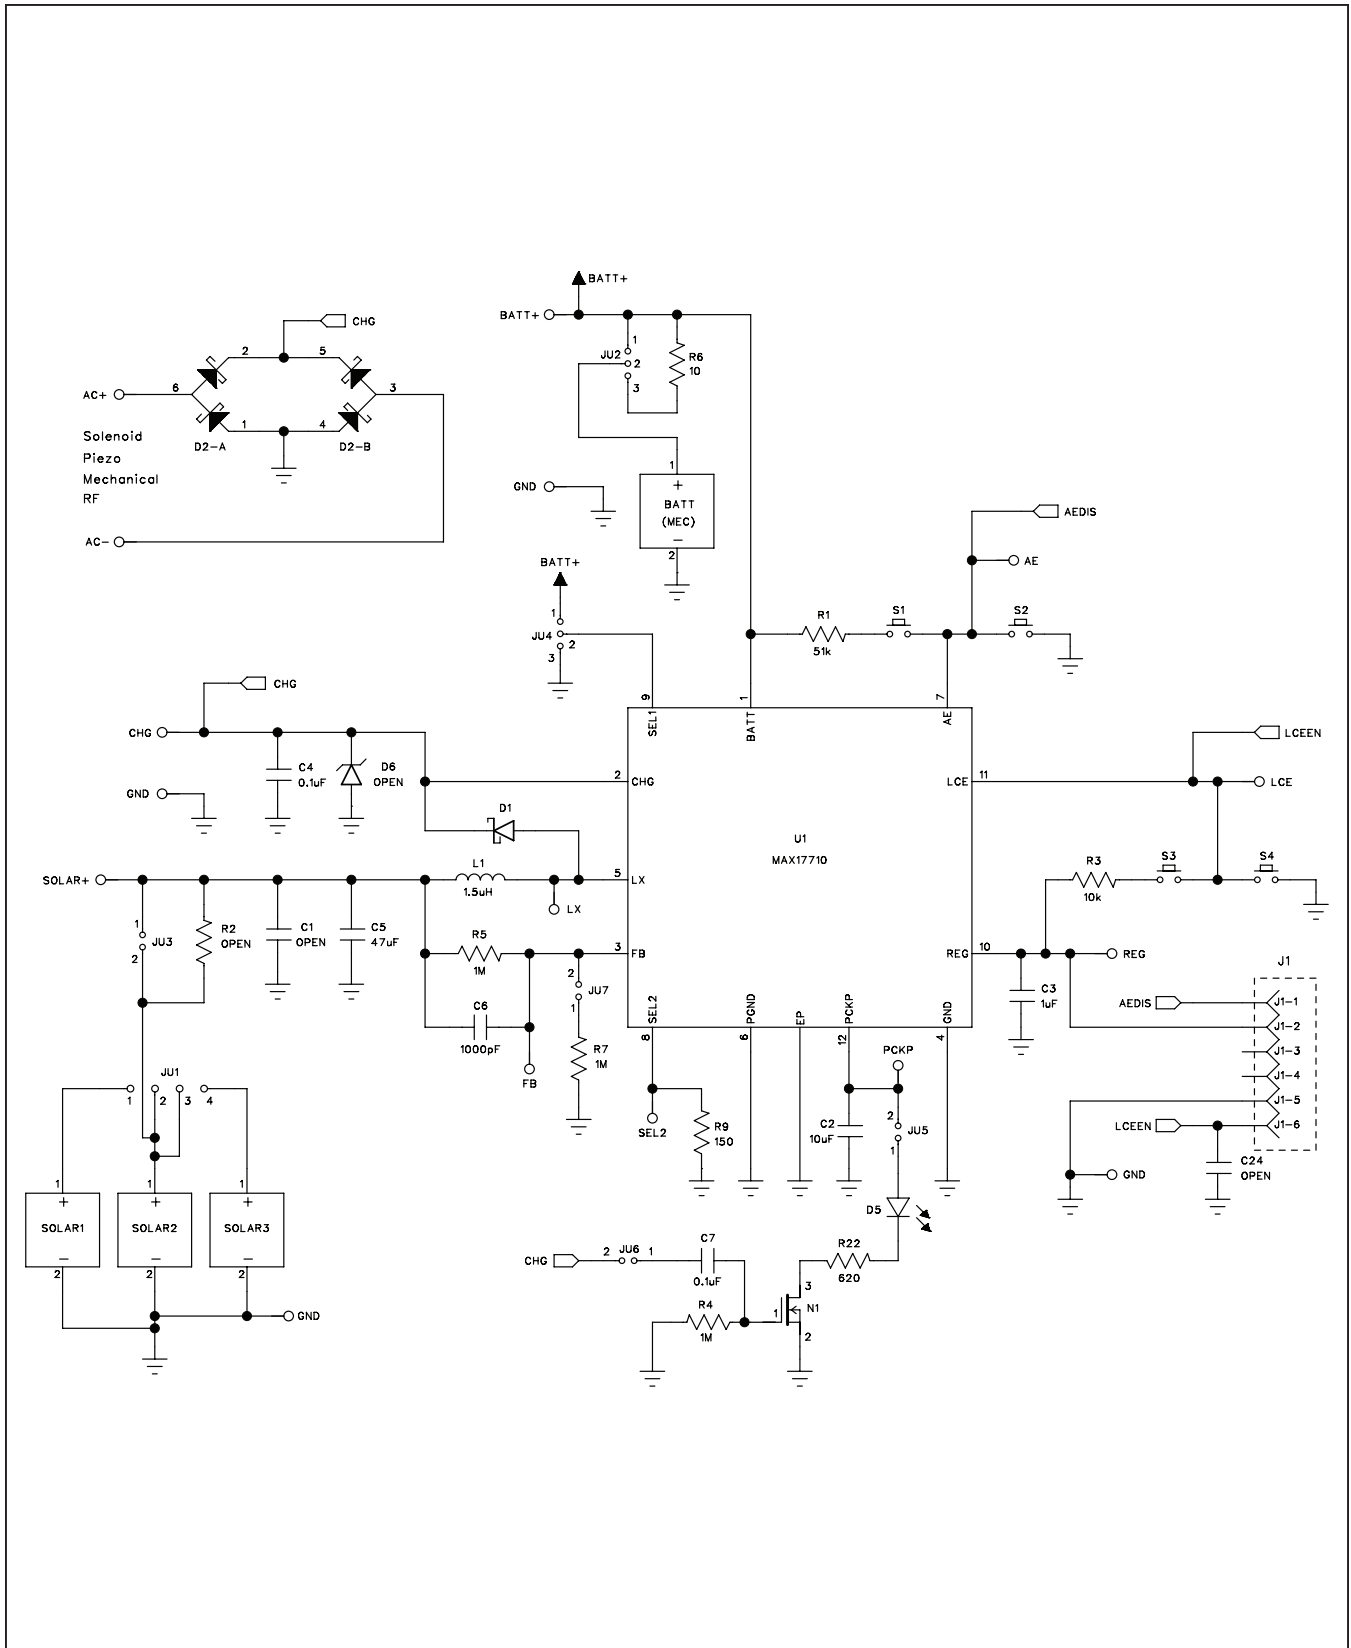 BATT+
BATT+
CHG
2
5
6
3
1
4
AC+
D2-A
D2-B
Solenoid
Piezo
Mechanical
RF
AC-
1
JU2
2
3
R6
10
GND
1
+
BATT
(MEC)
-
2
AEDIS
AE
BATT+
1
JU4
2
3
R1
51k
S1
S2
CHG
CHG
C4
0.1uF
D6
OPEN
GND
9
SEL1
1
BATT
7
AE
2
CHG
LCE
11
LCEEN
LCE
D1
U1
MAX17710
L1
1.5uH
SOLAR+
5
LX
LX
R3
10k
S3
S4
1
JU3
2
R2
OPEN
C1
OPEN
C5
47uF
R5
1M
3
FB
REG
10
REG
C6
1000pF
FB
2
JU7
1
R7
1M
C3
1uF
J1
AEDIS
J1-1
J1-2
J1-3
J1-4
J1-5
LCEEN
J1-6
C24
OPEN
GND
SEL2
8
PGND
6
EP
PCKP
12
GND
4
PCKP
SEL2
R9
150
C2
10uF
2
JU5
1
JU1
1
2
3
4
1
+
SOLAR1
-
2
1
+
SOLAR2
-
2
1
+
SOLAR3
-
2
GND
D5
R22
620
CHG
2
JU6
1
C7
0.1uF
R4
1M
1
3
N1
2